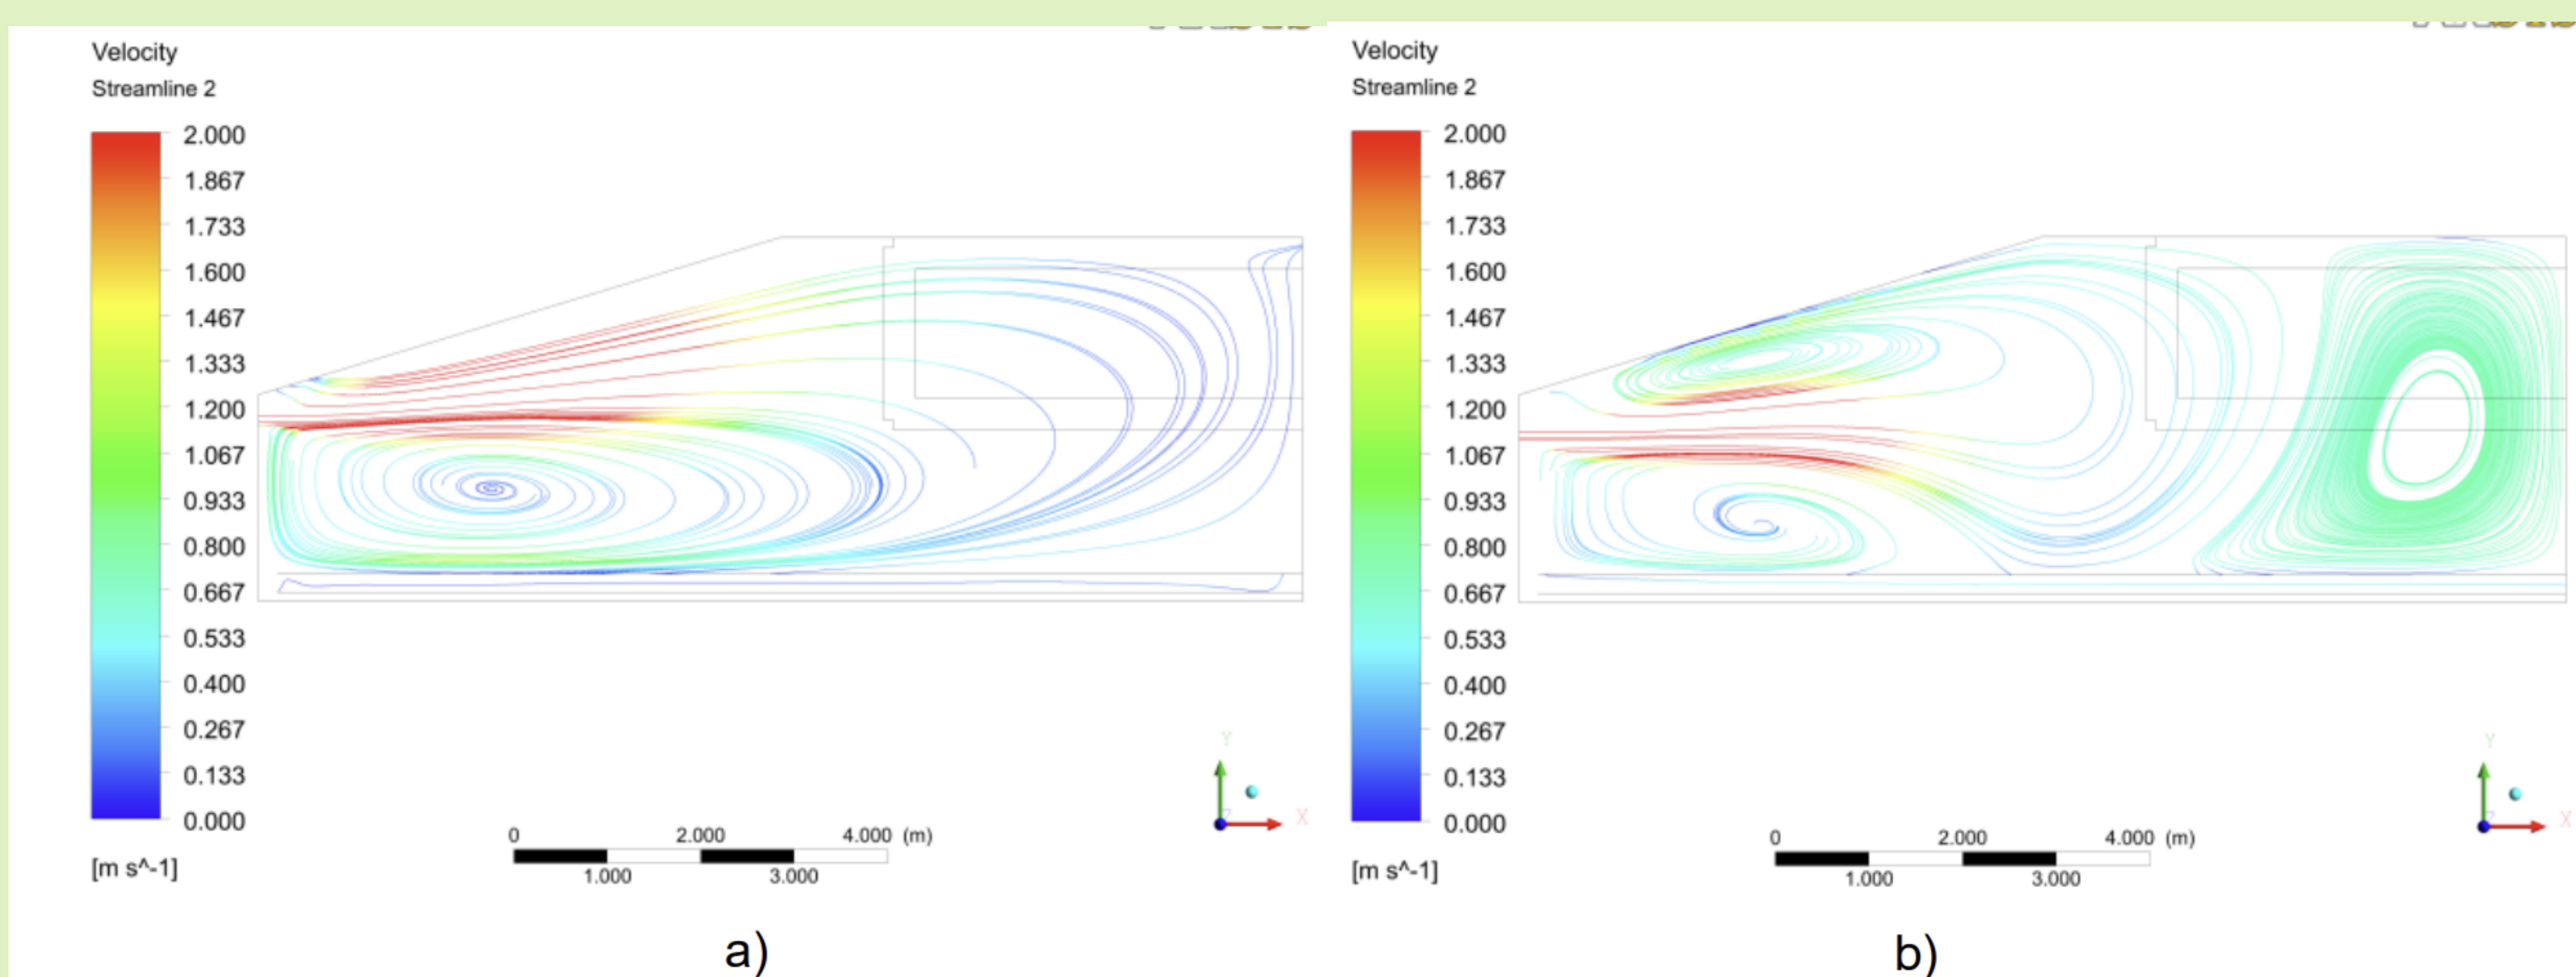 Velocity
Streamline 2
2.000
1.867
1.733
1.600
1.467
1.333
1.200
1.067
0.933
0.800
0.667
0.533
0.400
0.267
0.133
0.000
[m s^-1]
0 2.000 4.000 (m)
1.000 3.000
Y
X
Z
a)
Velocity
Streamline 2
2.000
1.867
1.733
1.600
1.467
1.333
1.200
1.067
0.933
0.800
0.667
0.533
0.400
0.267
0.133
0.000
[m s^-1]
0 2.000 4.000 (m)
1.000 3.000
Y
X
Z
b)